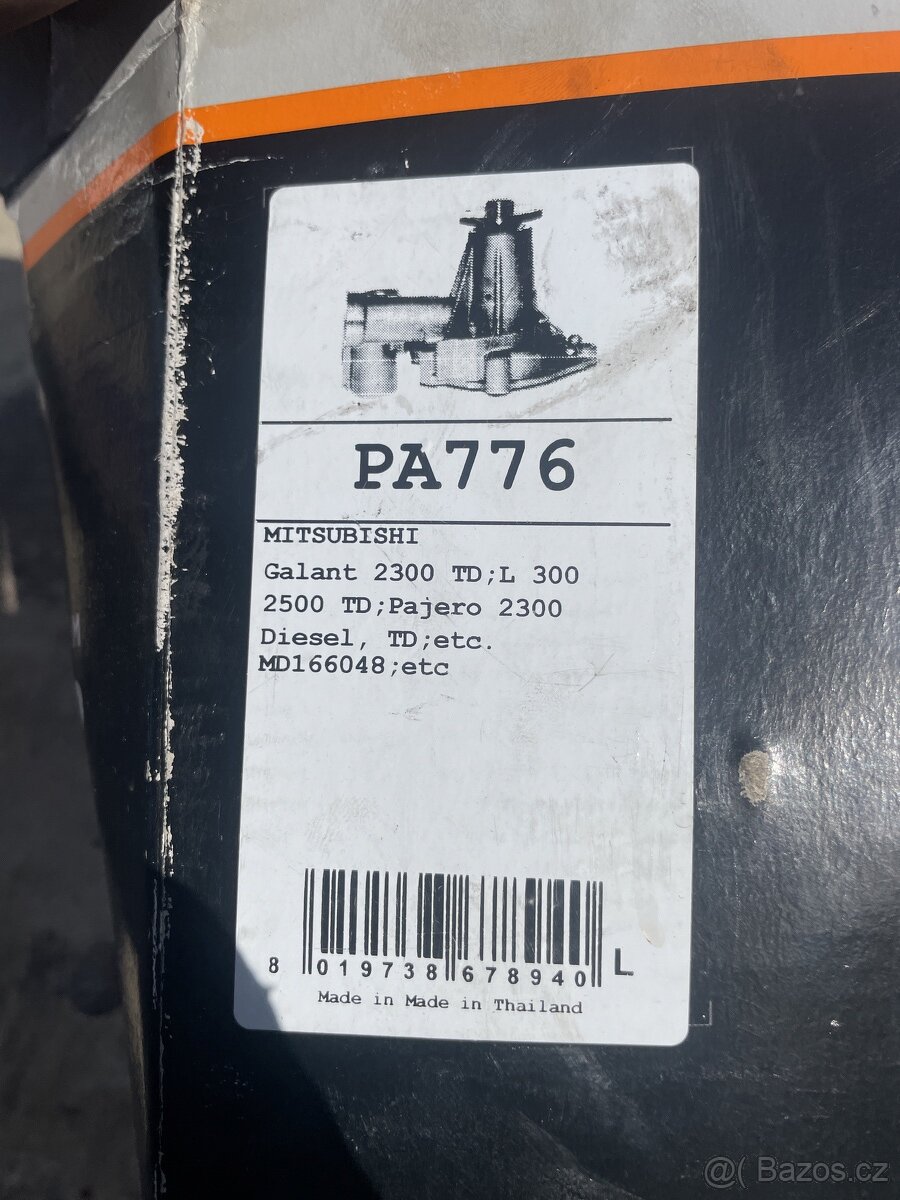 PA776
MITSUBISHI
Galant 2300 TD;L 300
2500 TD;Pajero 2300
Diesel, TD;etc.
MD166048;etc
8 019738 678940 L
Made in Made in Thailand
@( Bazos.cz